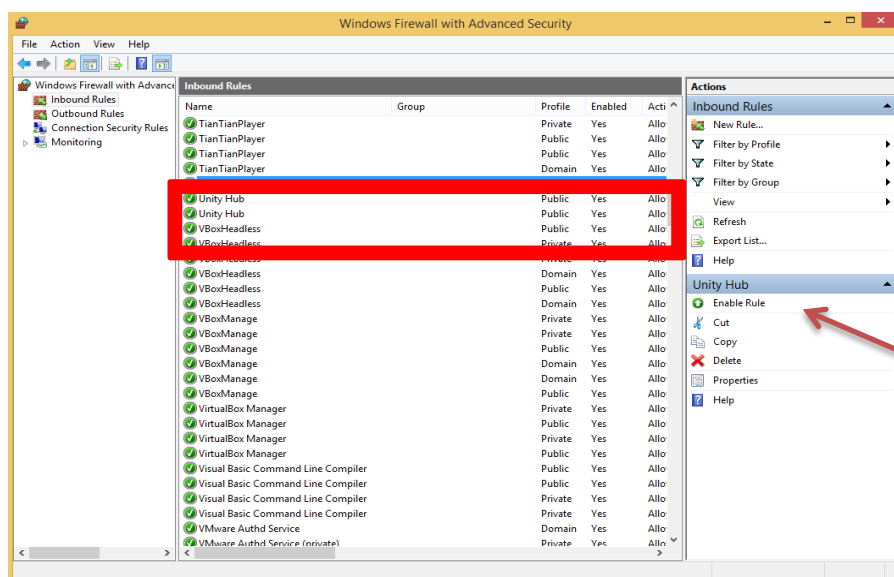 Windows Firewall with Advanced Security
File Action View Help
Windows Firewall with Advance
Inbound Rules
Outbound Rules
Connection Security Rules
Monitoring
Inbound Rules
Name Group Profile Enabled Acti
TianTianPlayer Private Yes Allo
TianTianPlayer Public Yes Allo
TianTianPlayer Public Yes Allo
TianTianPlayer Domain Yes Allo
Unity Hub Public Yes Allo
Unity Hub Public Yes Allo
VBoxHeadless Public Yes Allo
VBoxHeadless Private Yes Allo
VBoxHeadless Private Yes Allo
VBoxHeadless Domain Yes Allo
VBoxHeadless Public Yes Allo
VBoxHeadless Domain Yes Allo
VBoxManage Private Yes Allo
VBoxManage Private Yes Allo
VBoxManage Public Yes Allo
VBoxManage Domain Yes Allo
VBoxManage Domain Yes Allo
VBoxManage Public Yes Allo
VirtualBox Manager Private Yes Allo
VirtualBox Manager Public Yes Allo
VirtualBox Manager Private Yes Allo
VirtualBox Manager Public Yes Allo
Visual Basic Command Line Compiler Public Yes Allo
Visual Basic Command Line Compiler Public Yes Allo
Visual Basic Command Line Compiler Private Yes Allo
Visual Basic Command Line Compiler Private Yes Allo
VMware Authd Service Domain Yes Allo
VMware Authd Service (private) Private Yes Allo
Actions
Inbound Rules
New Rule...
Filter by Profile
Filter by State
Filter by Group
View
Refresh
Export List...
Help
Unity Hub
Enable Rule
Cut
Copy
Delete
Properties
Help